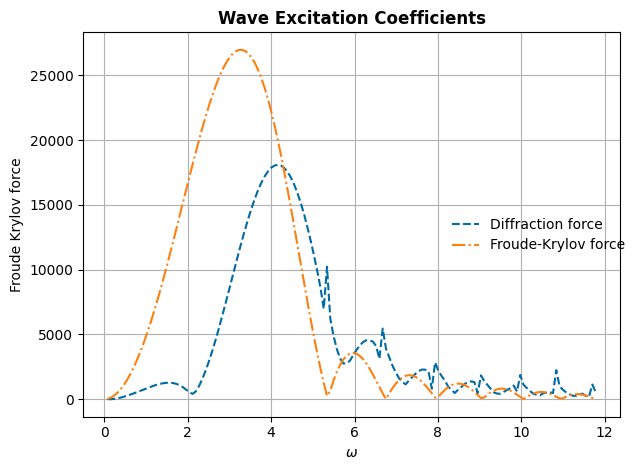 Wave Excitation Coefficients
Froude Krylov force
25000
20000
15000
10000
5000
0
Diffraction force
Froude-Krylov force
0 2 4 6 8 10 12
ω